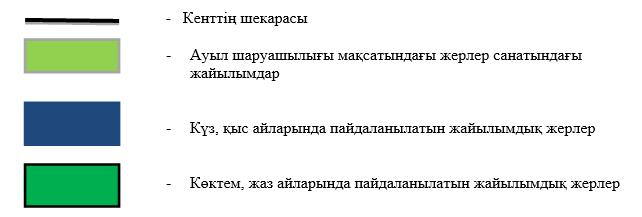 - Кенттің шекарасы
- Ауыл шаруашылығы мақсатындағы жерлер санатындағы
жайылымдар
- Күз, қыс айларында пайдаланылатын жайылымдық жерлер
- Көктем, жаз айларында пайдаланылатын жайылымдық жерлер